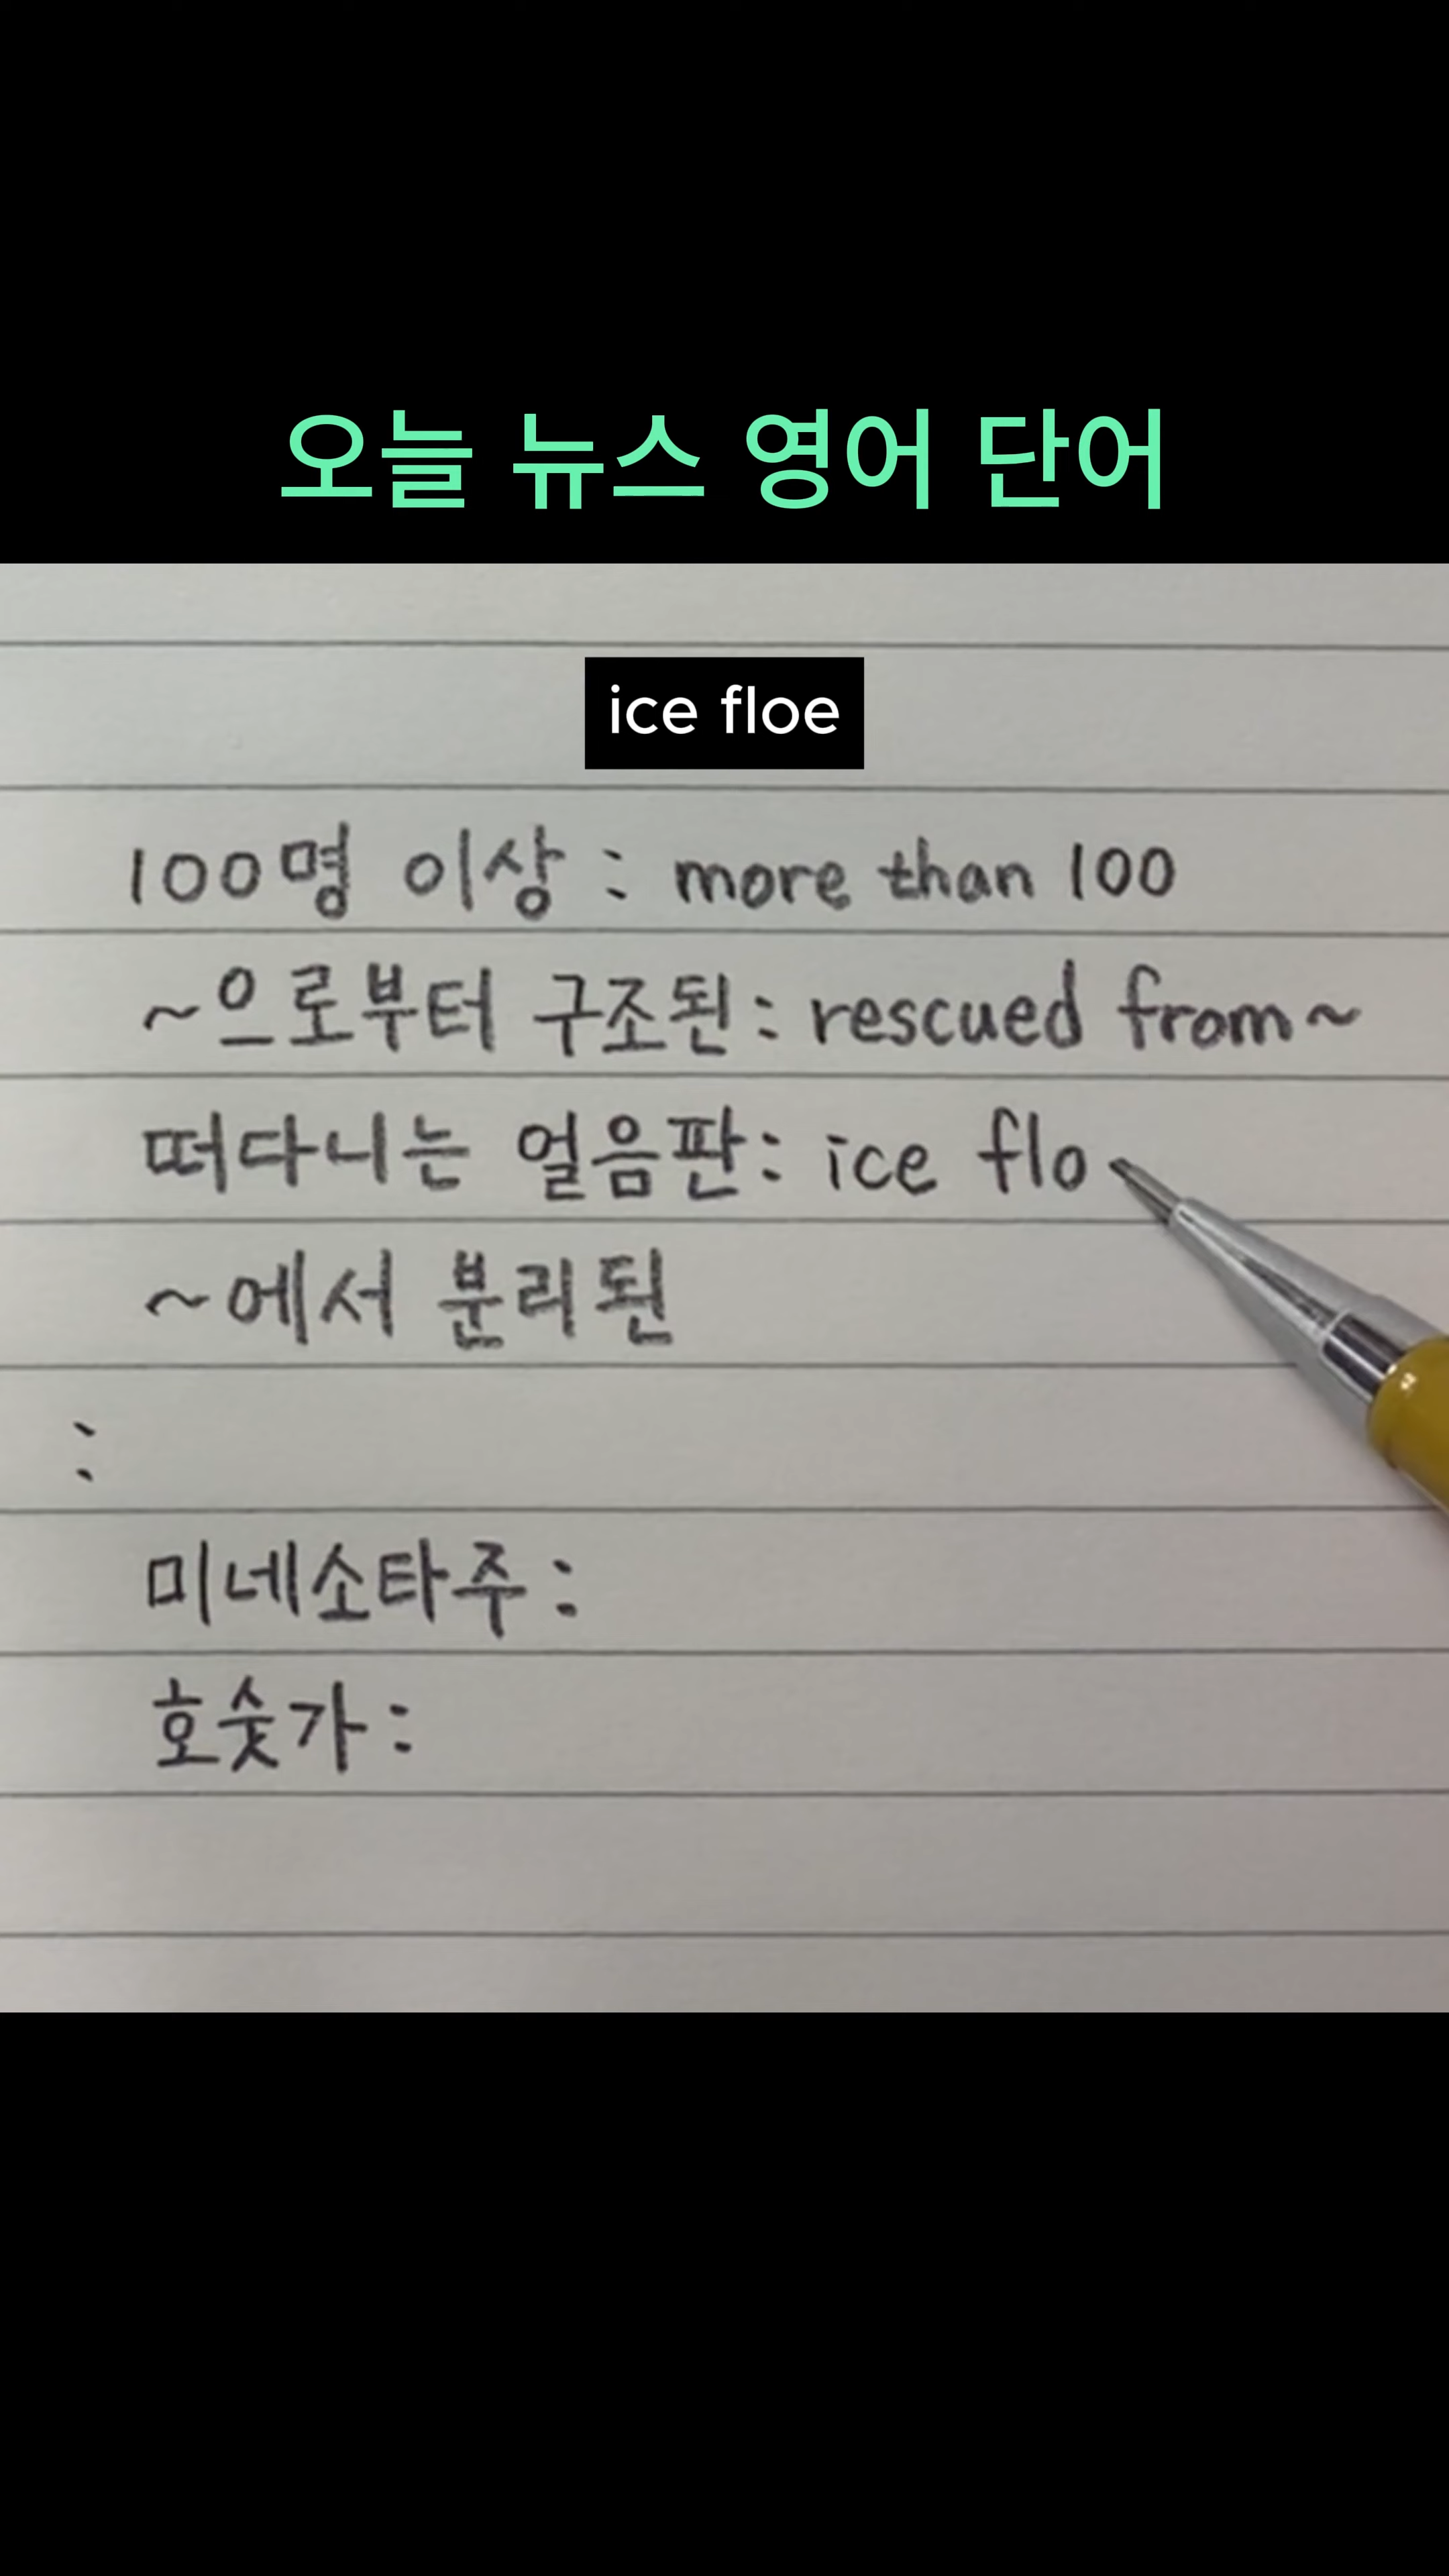 오늘 뉴스 영어 단어
ice floe
100명 이상 : more than 100
~으로부터 구조된 : rescued from~
떠다니는 얼음판 : ice flo
~에서 분리된
:
미네소타주 :
호숫가 :